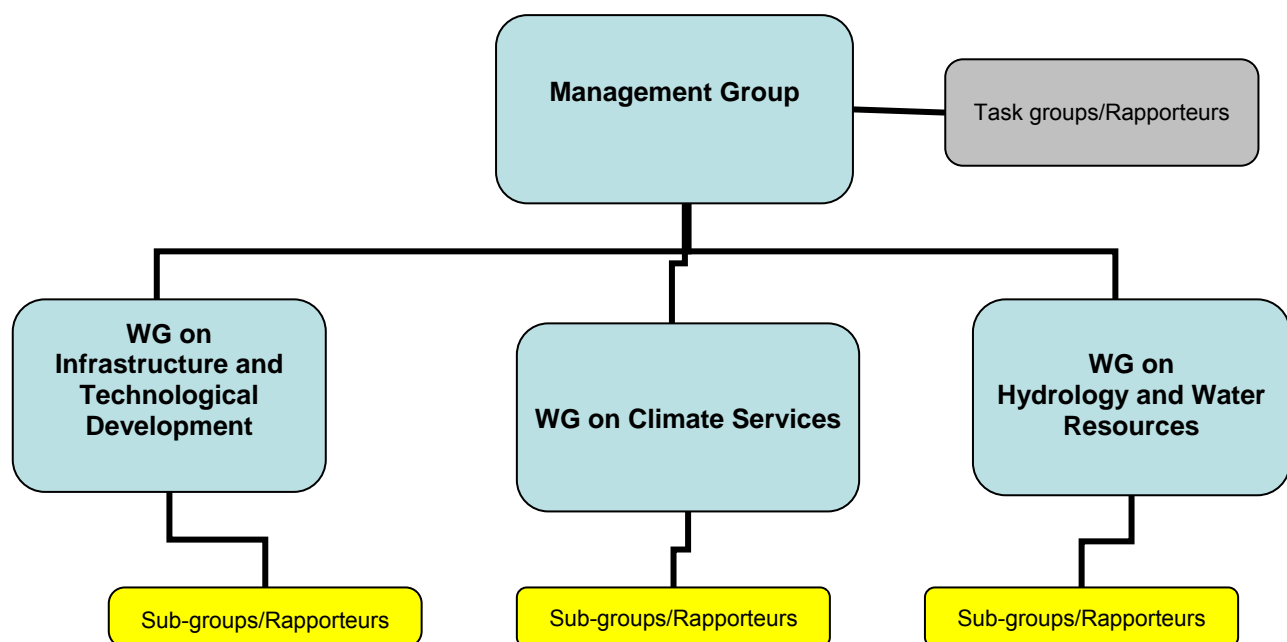 Management Group
Task groups/Rapporteurs
WG on
Infrastructure and
Technological
Development
WG on Climate Services
WG on
Hydrology and Water
Resources
Sub-groups/Rapporteurs
Sub-groups/Rapporteurs
Sub-groups/Rapporteurs